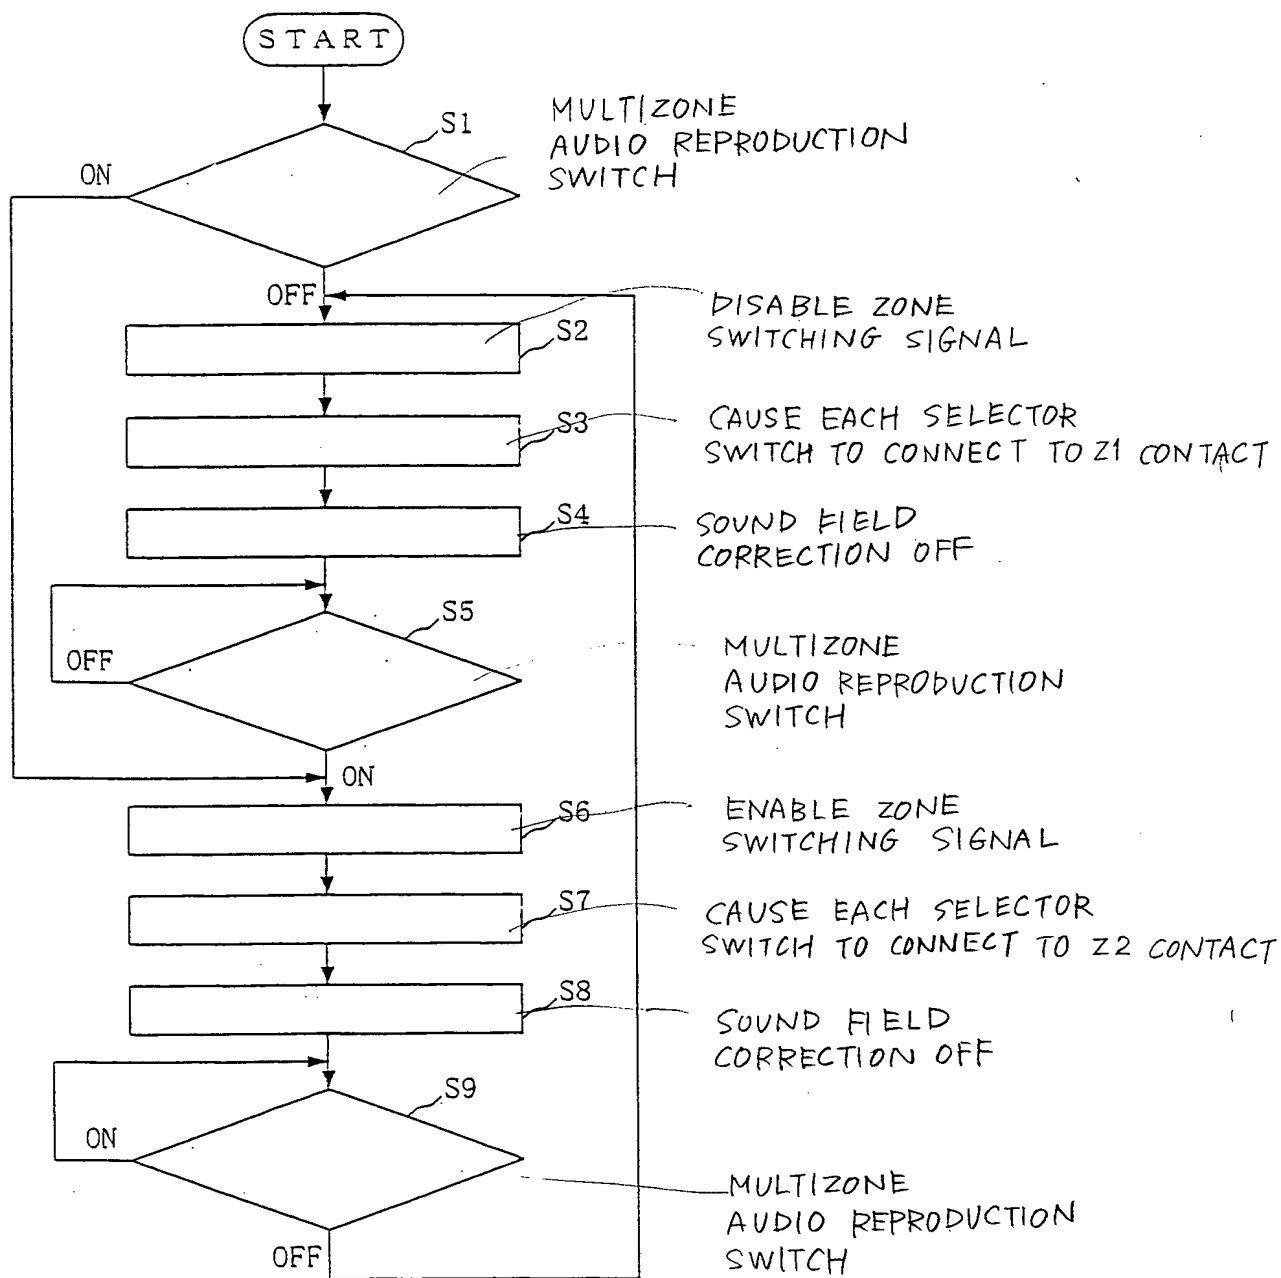 START
S1
MULTIZONE
AUDIO REPRODUCTION
SWITCH
ON
OFF
S2
DISABLE ZONE
SWITCHING SIGNAL
S3
CAUSE EACH SELECTOR
SWITCH TO CONNECT TO Z1 CONTACT
S4
SOUND FIELD
CORRECTION OFF
S5
OFF
MULTIZONE
AUDIO REPRODUCTION
SWITCH
ON
S6
ENABLE ZONE
SWITCHING SIGNAL
S7
CAUSE EACH SELECTOR
SWITCH TO CONNECT TO Z2 CONTACT
S8
SOUND FIELD
CORRECTION OFF
S9
ON
MULTIZONE
AUDIO REPRODUCTION
SWITCH
OFF